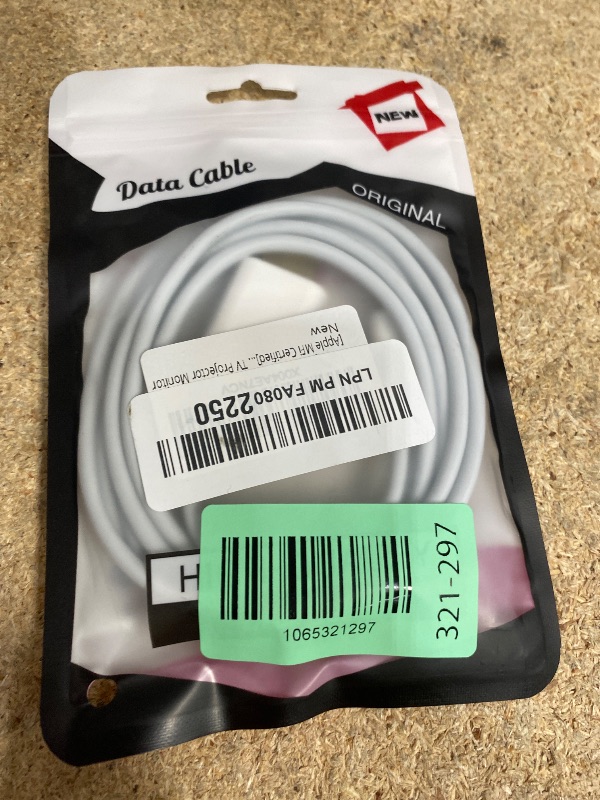 NEW
Data Cable
ORIGINAL
[Apple MFi Certified]... TV Projector Monitor
New
LPN PM FA080 2250
H
1065321297
321-297